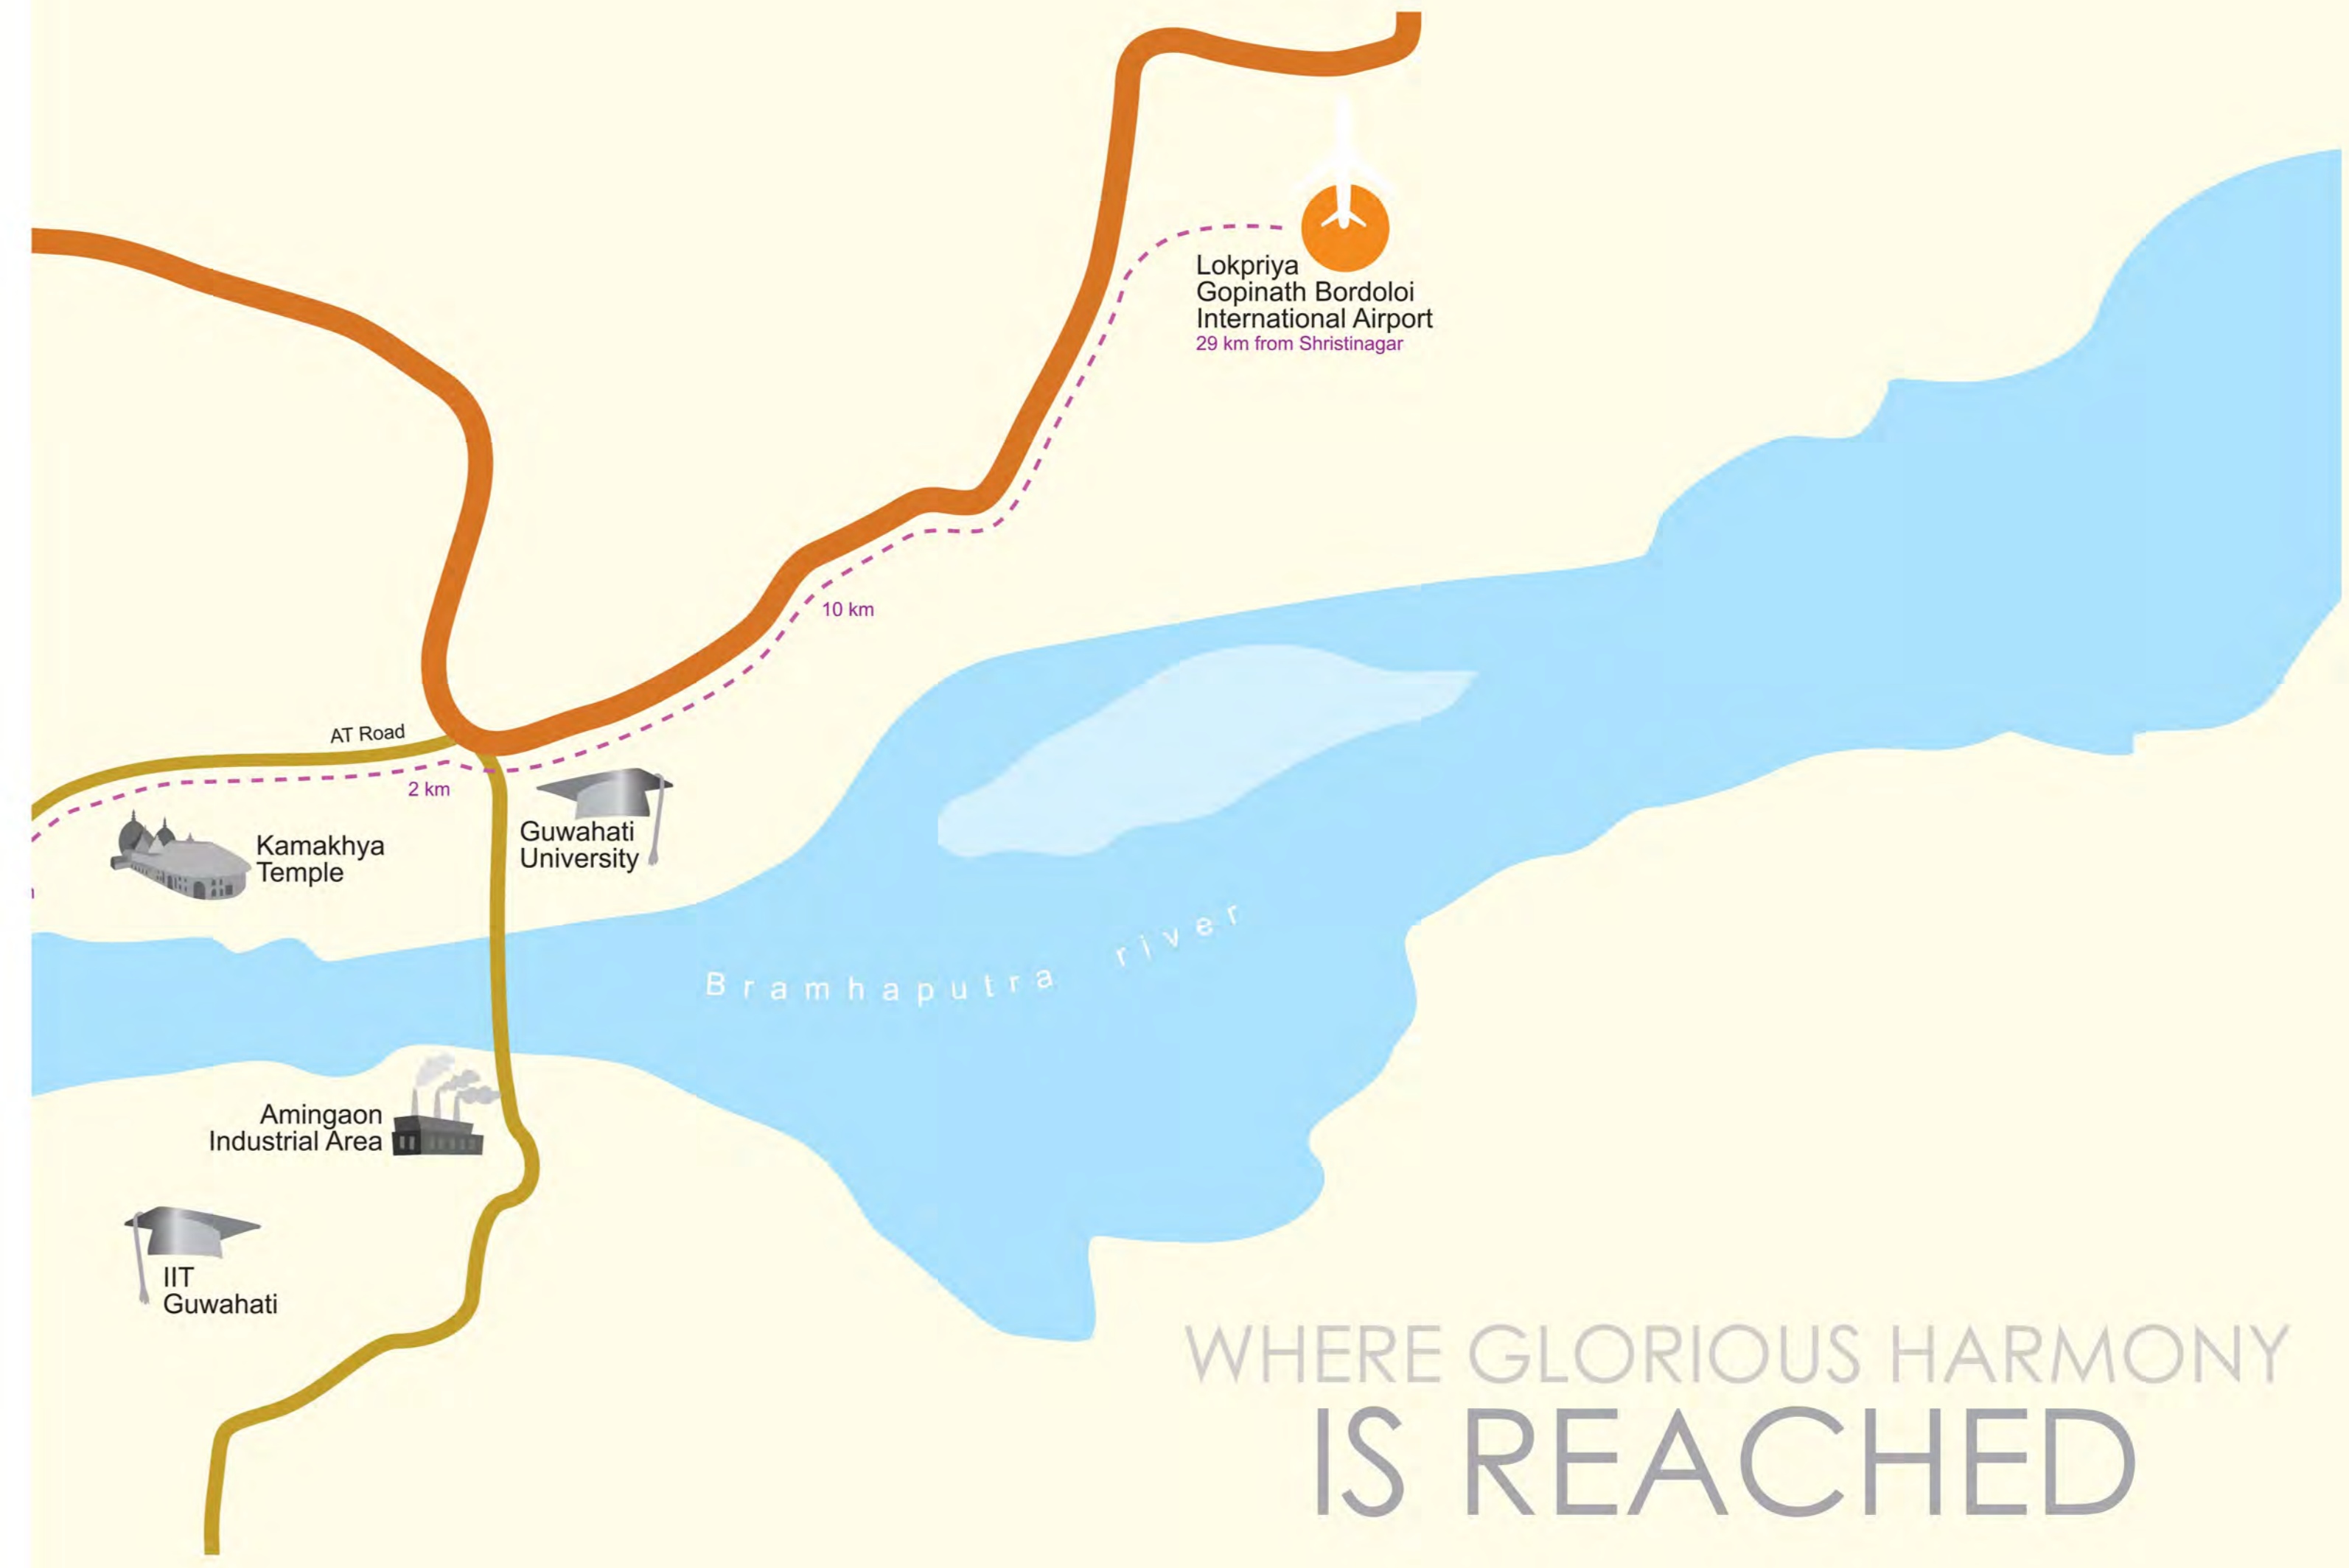 Lokpriya
Gopinath Bordoloi
International Airport
29 km from Shristinagar
10 km
AT Road
2 km
Guwahati
University
Kamakhya
Temple
Bramhaputra river
Amingaon
Industrial Area
IIT
Guwahati
WHERE GLORIOUS HARMONY
IS REACHED